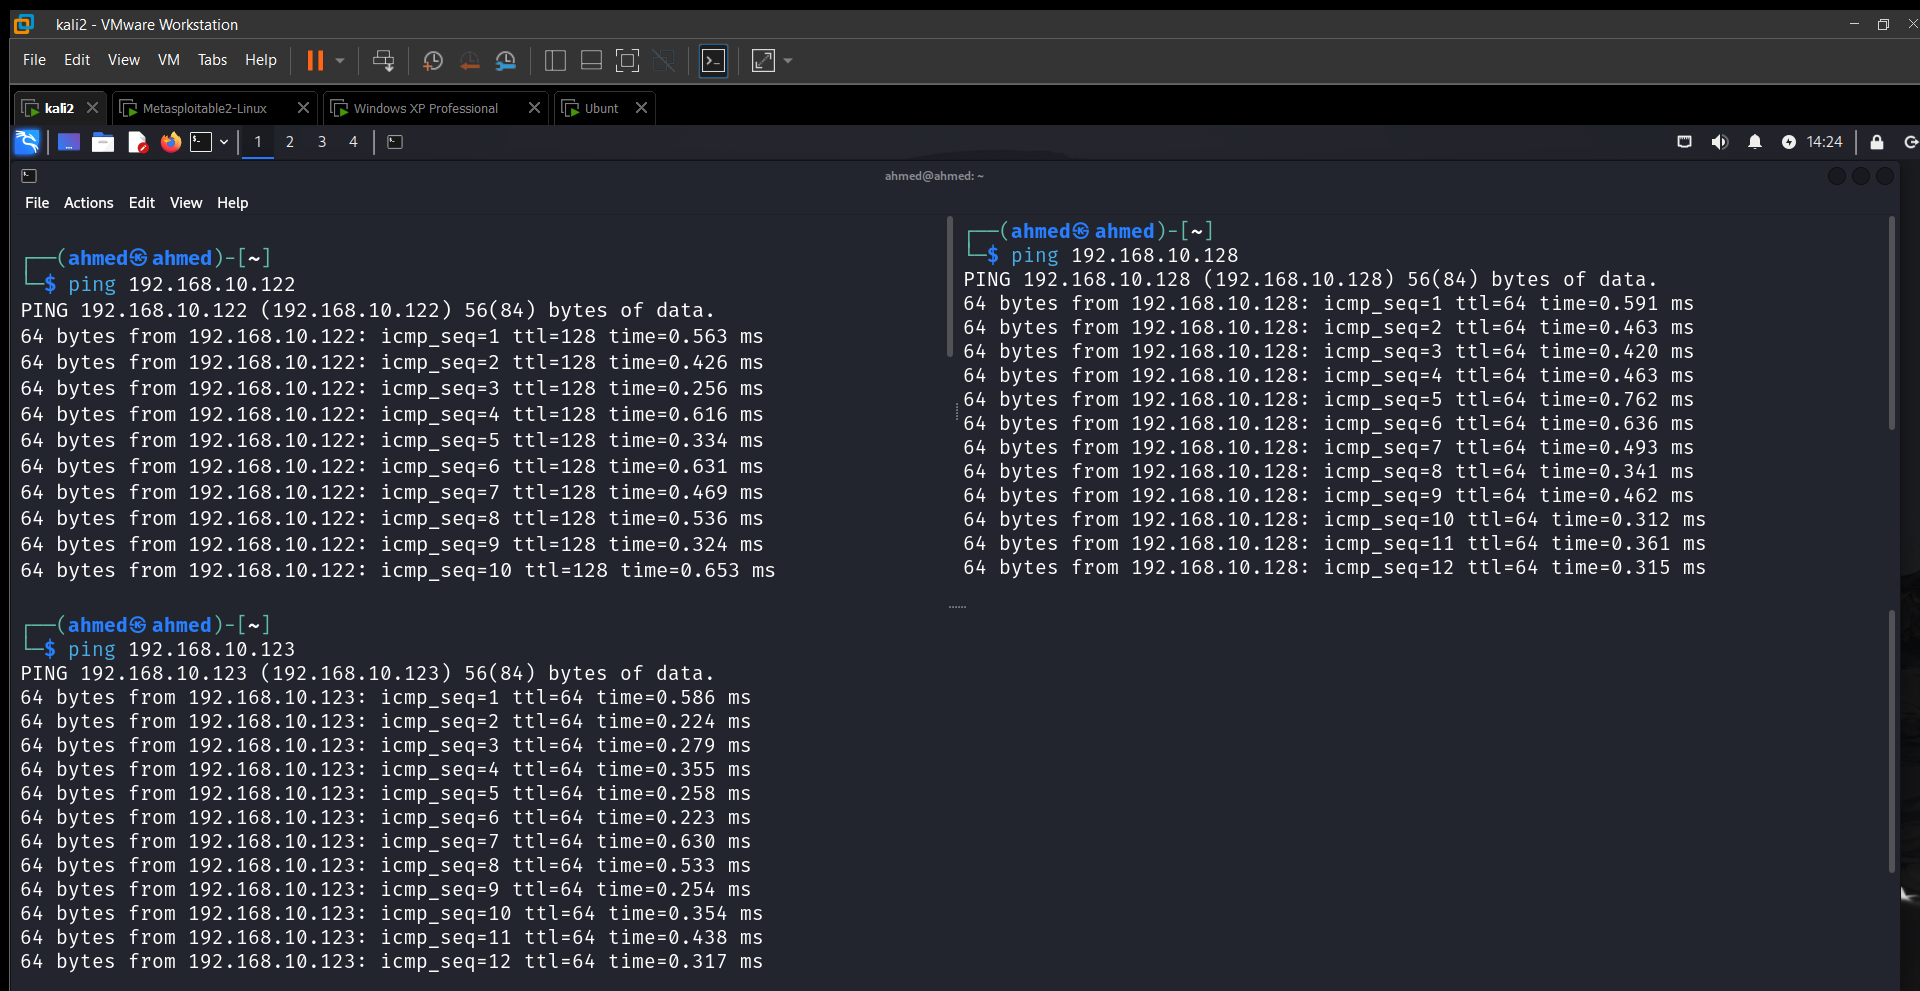 kali2 - VMware Workstation
File Edit View VM Tabs Help
kali2 Metasploitable2-Linux Windows XP Professional Ubunt
1 2 3 4 14:24
ahmed@ahmed: ~
File Actions Edit View Help
┌──(ahmed㉿ahmed)-[~]
└─$ ping 192.168.10.122
PING 192.168.10.122 (192.168.10.122) 56(84) bytes of data.
64 bytes from 192.168.10.122: icmp_seq=1 ttl=128 time=0.563 ms
64 bytes from 192.168.10.122: icmp_seq=2 ttl=128 time=0.426 ms
64 bytes from 192.168.10.122: icmp_seq=3 ttl=128 time=0.256 ms
64 bytes from 192.168.10.122: icmp_seq=4 ttl=128 time=0.616 ms
64 bytes from 192.168.10.122: icmp_seq=5 ttl=128 time=0.334 ms
64 bytes from 192.168.10.122: icmp_seq=6 ttl=128 time=0.631 ms
64 bytes from 192.168.10.122: icmp_seq=7 ttl=128 time=0.469 ms
64 bytes from 192.168.10.122: icmp_seq=8 ttl=128 time=0.536 ms
64 bytes from 192.168.10.122: icmp_seq=9 ttl=128 time=0.324 ms
64 bytes from 192.168.10.122: icmp_seq=10 ttl=128 time=0.653 ms
┌──(ahmed㉿ahmed)-[~]
└─$ ping 192.168.10.128
PING 192.168.10.128 (192.168.10.128) 56(84) bytes of data.
64 bytes from 192.168.10.128: icmp_seq=1 ttl=64 time=0.591 ms
64 bytes from 192.168.10.128: icmp_seq=2 ttl=64 time=0.463 ms
64 bytes from 192.168.10.128: icmp_seq=3 ttl=64 time=0.420 ms
64 bytes from 192.168.10.128: icmp_seq=4 ttl=64 time=0.463 ms
64 bytes from 192.168.10.128: icmp_seq=5 ttl=64 time=0.762 ms
64 bytes from 192.168.10.128: icmp_seq=6 ttl=64 time=0.636 ms
64 bytes from 192.168.10.128: icmp_seq=7 ttl=64 time=0.493 ms
64 bytes from 192.168.10.128: icmp_seq=8 ttl=64 time=0.341 ms
64 bytes from 192.168.10.128: icmp_seq=9 ttl=64 time=0.462 ms
64 bytes from 192.168.10.128: icmp_seq=10 ttl=64 time=0.312 ms
64 bytes from 192.168.10.128: icmp_seq=11 ttl=64 time=0.361 ms
64 bytes from 192.168.10.128: icmp_seq=12 ttl=64 time=0.315 ms
┌──(ahmed㉿ahmed)-[~]
└─$ ping 192.168.10.123
PING 192.168.10.123 (192.168.10.123) 56(84) bytes of data.
64 bytes from 192.168.10.123: icmp_seq=1 ttl=64 time=0.586 ms
64 bytes from 192.168.10.123: icmp_seq=2 ttl=64 time=0.224 ms
64 bytes from 192.168.10.123: icmp_seq=3 ttl=64 time=0.279 ms
64 bytes from 192.168.10.123: icmp_seq=4 ttl=64 time=0.355 ms
64 bytes from 192.168.10.123: icmp_seq=5 ttl=64 time=0.258 ms
64 bytes from 192.168.10.123: icmp_seq=6 ttl=64 time=0.223 ms
64 bytes from 192.168.10.123: icmp_seq=7 ttl=64 time=0.630 ms
64 bytes from 192.168.10.123: icmp_seq=8 ttl=64 time=0.533 ms
64 bytes from 192.168.10.123: icmp_seq=9 ttl=64 time=0.254 ms
64 bytes from 192.168.10.123: icmp_seq=10 ttl=64 time=0.354 ms
64 bytes from 192.168.10.123: icmp_seq=11 ttl=64 time=0.438 ms
64 bytes from 192.168.10.123: icmp_seq=12 ttl=64 time=0.317 ms